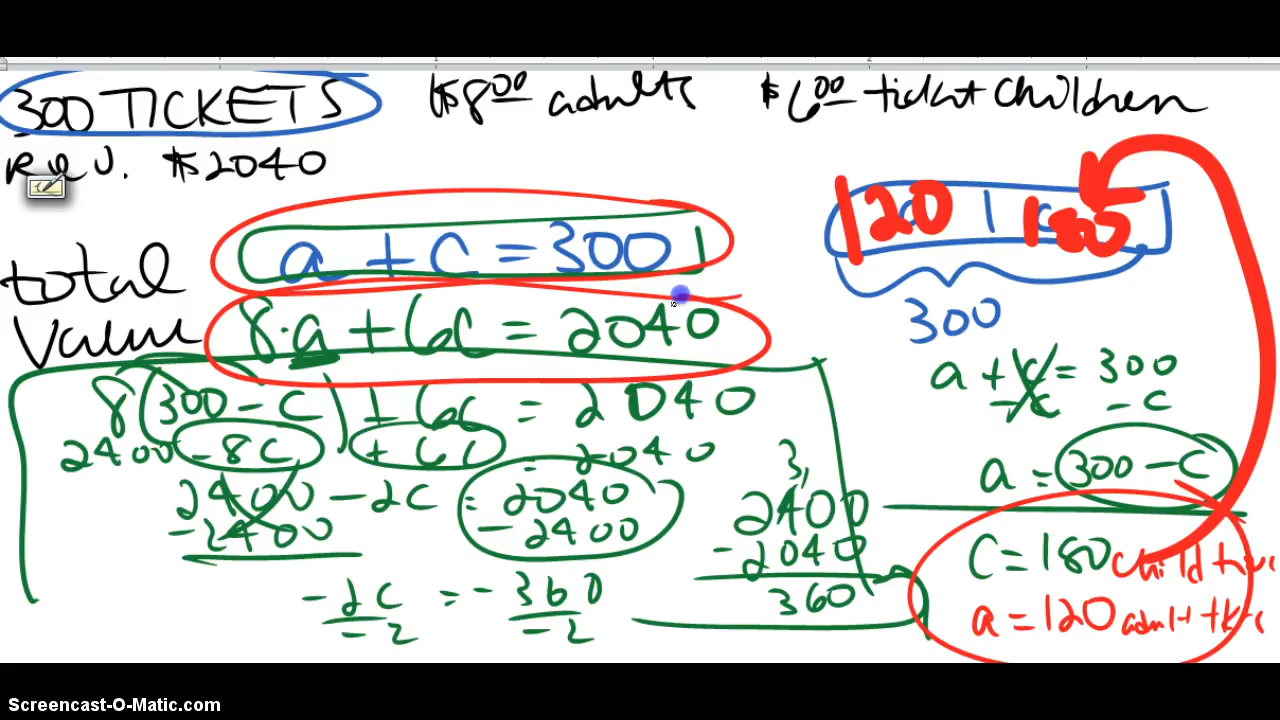 300 TICKETS $8.00 adults $6.00 ticket children
Rev. $2040
120 | 180
a + c = 300
total
Value
8·a + 6c = 2040
300
a + c = 300
- c - c
8(300 - c) + 6c = 2040
2400 - 8c + 6c = 2040
a = 300 - c
3,
2400 - 2c = 2040
2400
-2400 - 2400
- 2040
360
c = 180 child
-2c = -360
-2 -2
a = 120 adult
Screencast-O-Matic.com